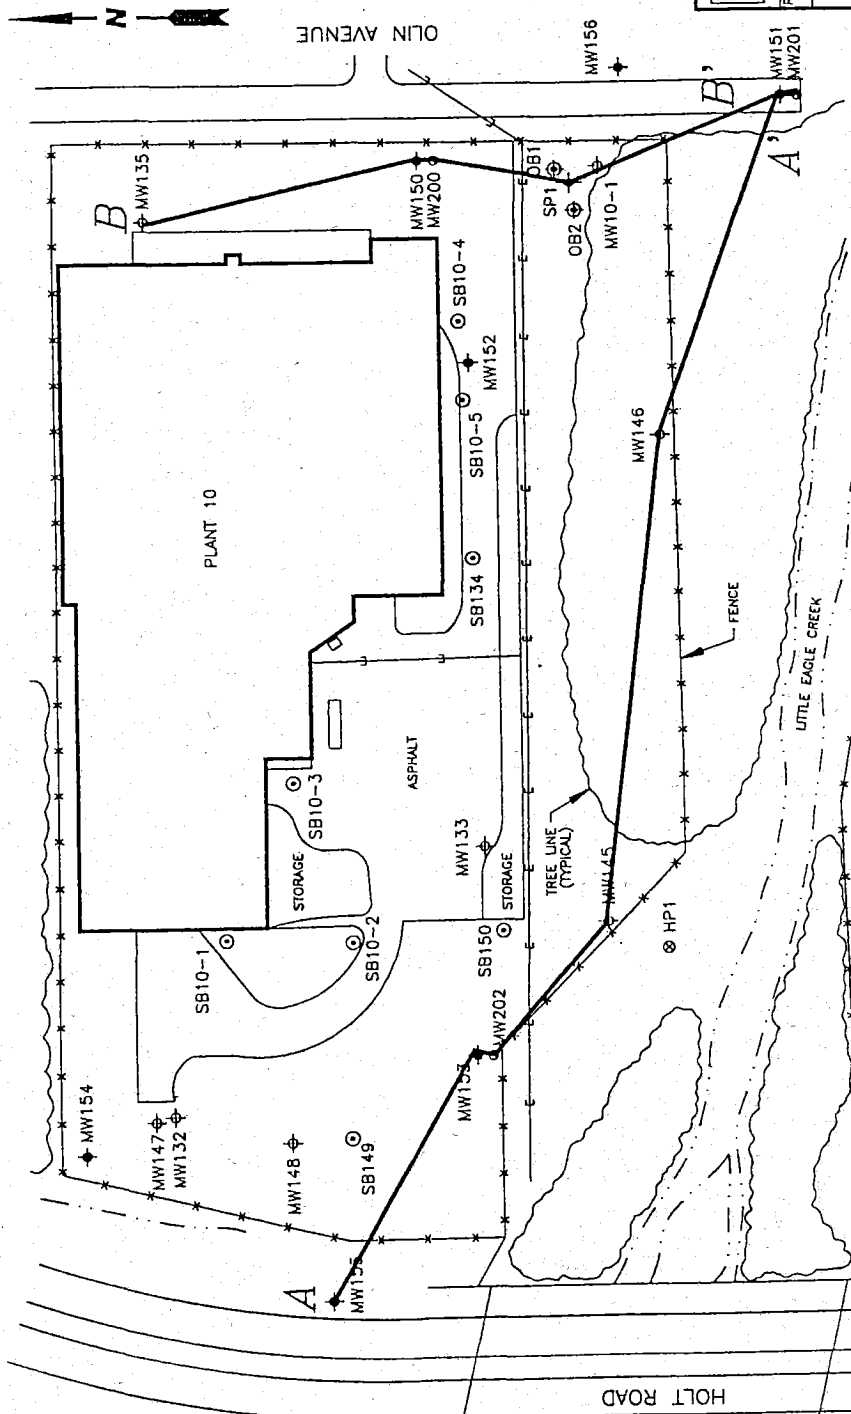 N
OLIN AVENUE
MW156
MW151
MW201
B'
A'
B
MW135
MW150
MW200
OB1
SP1
OB2
MW10-1
SB10-4
MW152
SB10-5
MW146
PLANT 10
SB134
FENCE
LITTLE EAGLE CREEK
ASPHALT
SB10-3
STORAGE
MW133
STORAGE
TREE LINE
(TYPICAL)
MW145
HP1
SB10-1
SB10-2
SB150
MW202
MW153
MW154
MW147
MW132
MW148
SB149
A
MW155
HOLT ROAD